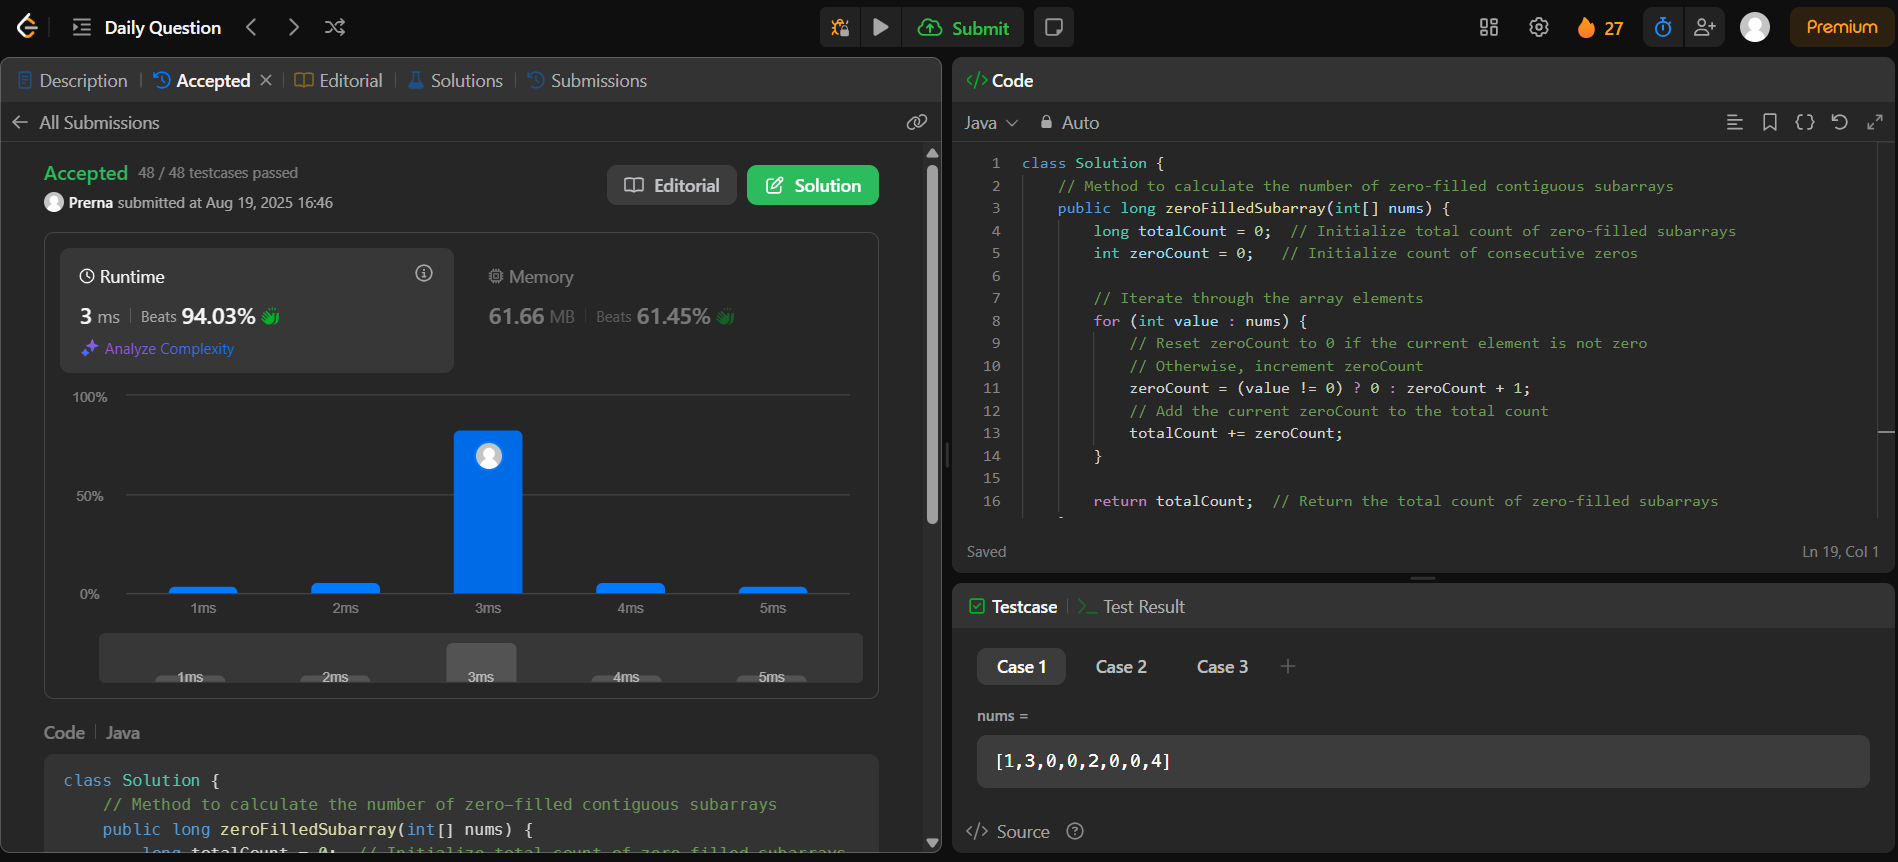 Daily Question
Submit
27
Premium
Description
Accepted
Editorial
Solutions
Submissions
All Submissions
Accepted 48 / 48 testcases passed
Prerna submitted at Aug 19, 2025 16:46
Editorial
Solution
Runtime
3 ms Beats 94.03%
Analyze Complexity
Memory
61.66 MB Beats 61.45%
100%
50%
0%
1ms 2ms 3ms 4ms 5ms
1ms 2ms 3ms 4ms 5ms
Code Java
class Solution {
// Method to calculate the number of zero-filled contiguous subarrays
public long zeroFilledSubarray(int[] nums) {
long totalCount = 0; // Initialize total count of zero-filled subarrays
</> Code
Java Auto
1 class Solution {
2 // Method to calculate the number of zero-filled contiguous subarrays
3 public long zeroFilledSubarray(int[] nums) {
4 long totalCount = 0; // Initialize total count of zero-filled subarrays
5 int zeroCount = 0; // Initialize count of consecutive zeros
6
7 // Iterate through the array elements
8 for (int value : nums) {
9 // Reset zeroCount to 0 if the current element is not zero
10 // Otherwise, increment zeroCount
11 zeroCount = (value != 0) ? 0 : zeroCount + 1;
12 // Add the current zeroCount to the total count
13 totalCount += zeroCount;
14 }
15
16 return totalCount; // Return the total count of zero-filled subarrays
Saved
Ln 19, Col 1
Testcase
Test Result
Case 1
Case 2
Case 3
nums =
[1,3,0,0,2,0,0,4]
</> Source